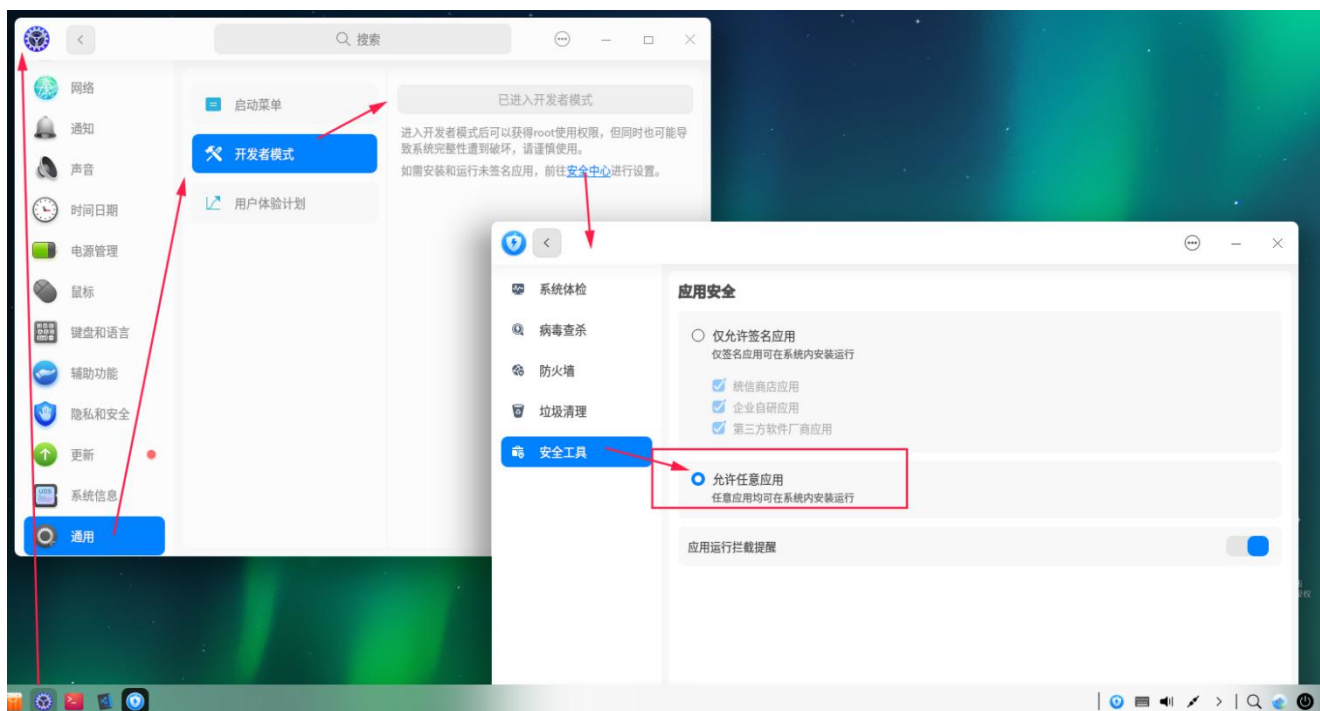 搜索
网络
通知
声音
时间日期
电源管理
鼠标
键盘和语言
辅助功能
隐私和安全
更新
UOS
系统信息
通用
启动菜单
开发者模式
用户体验计划
已进入开发者模式
进入开发者模式后可以获得root使用权限，但同时也可能导
致系统完整性遭到破坏，请谨慎使用。
如需安装和运行未签名应用，前往安全中心进行设置。
系统体检
病毒查杀
防火墙
垃圾清理
安全工具
应用安全
仅允许签名应用
仅签名应用可在系统内安装运行
统信商店应用
企业自研应用
第三方软件厂商应用
允许任意应用
任意应用均可在系统内安装运行
应用运行拦截提醒